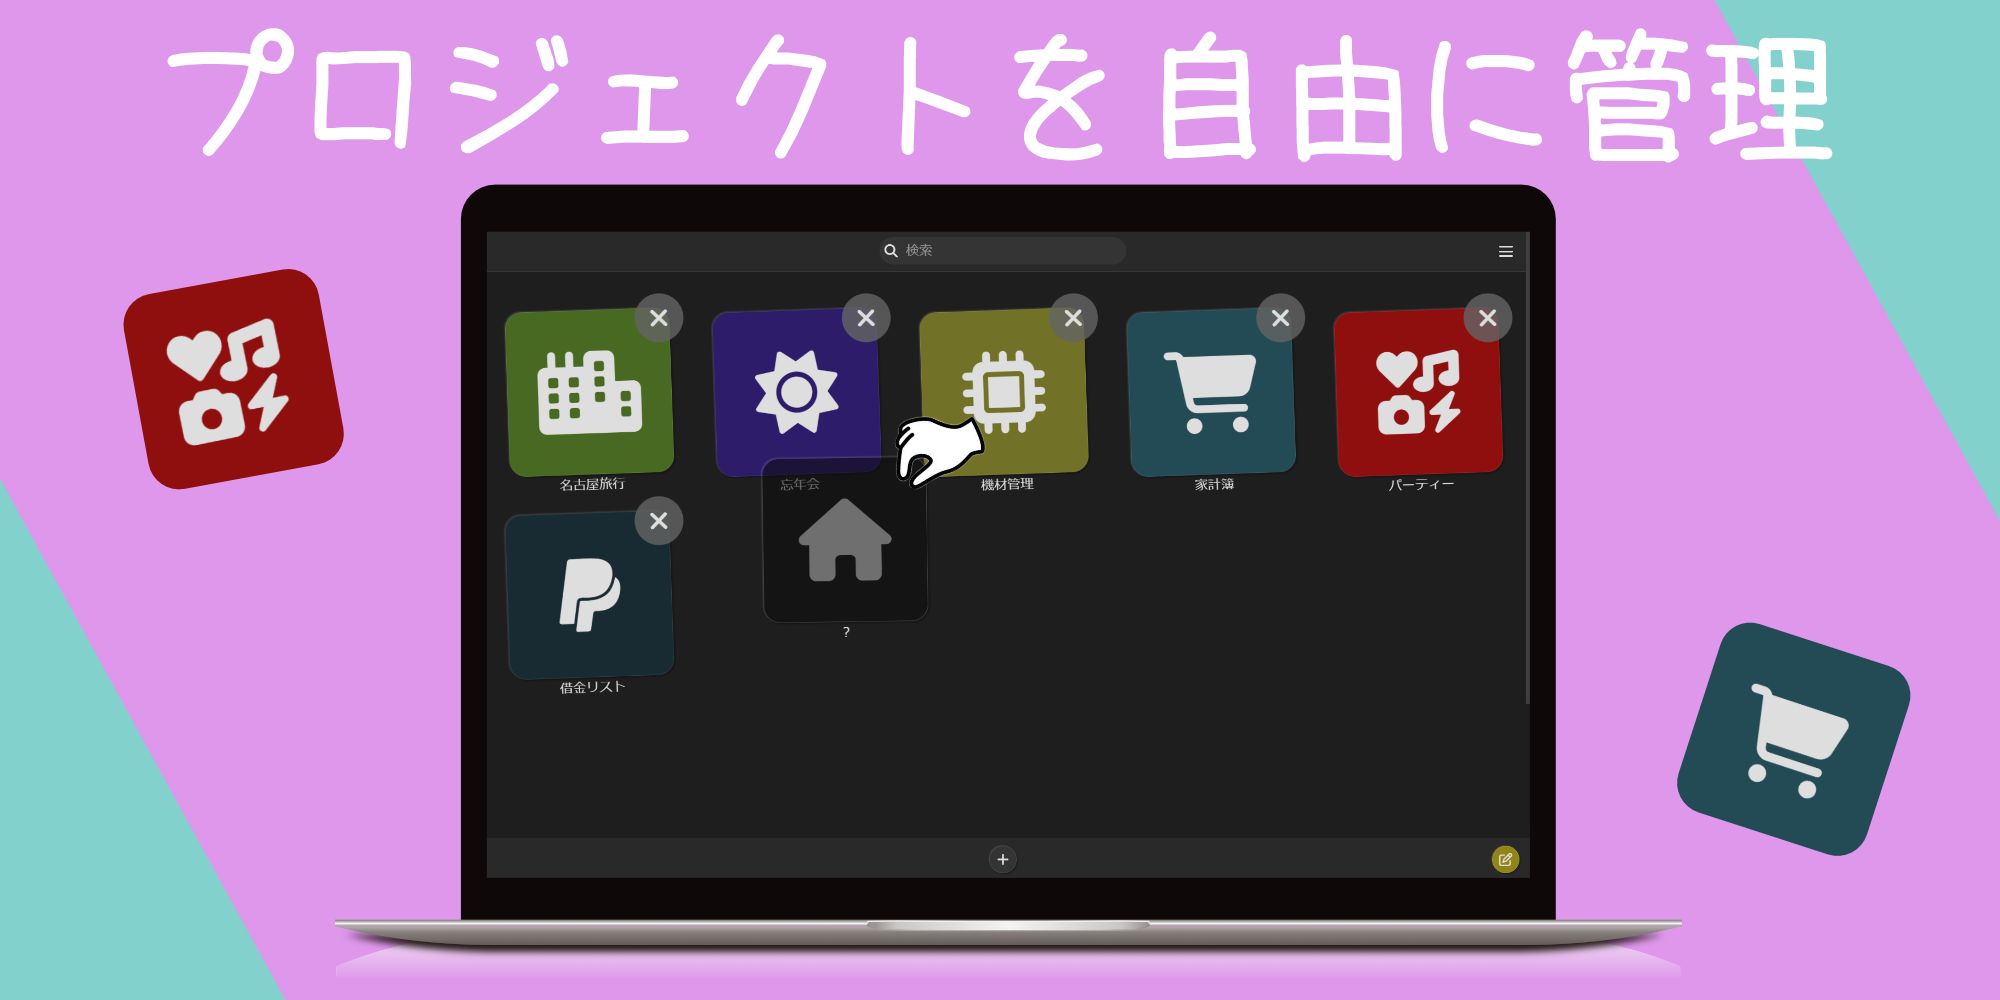 プロジェクトを自由に管理
検索
名古屋旅行
忘年会
機材管理
家計簿
パーティー
借金リスト
?